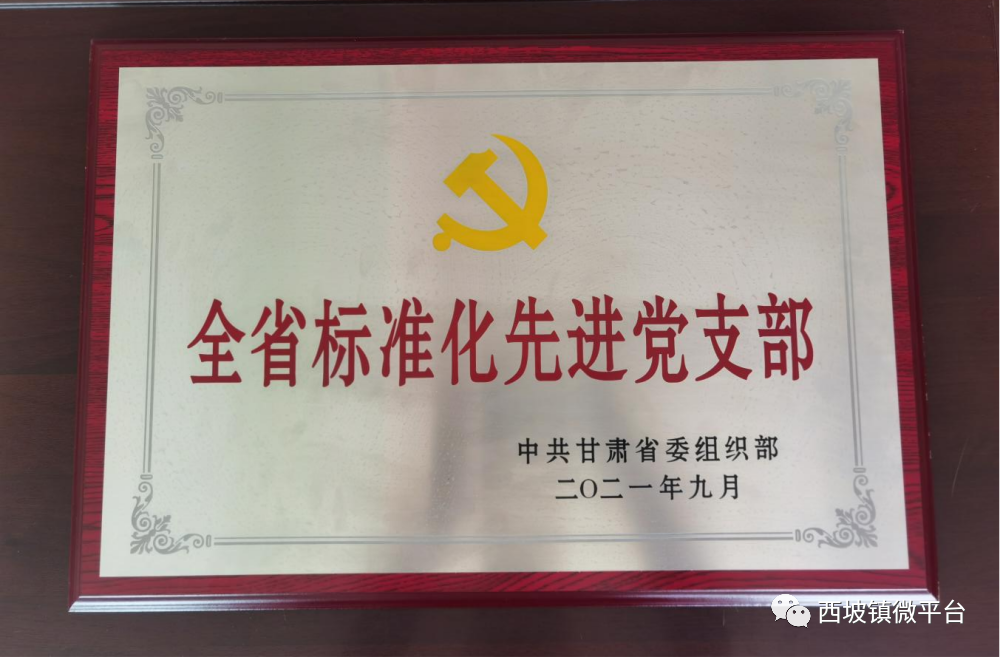 全省标准化先进党支部
中共甘肃省委组织部
二〇二一年九月
西坡镇微平台